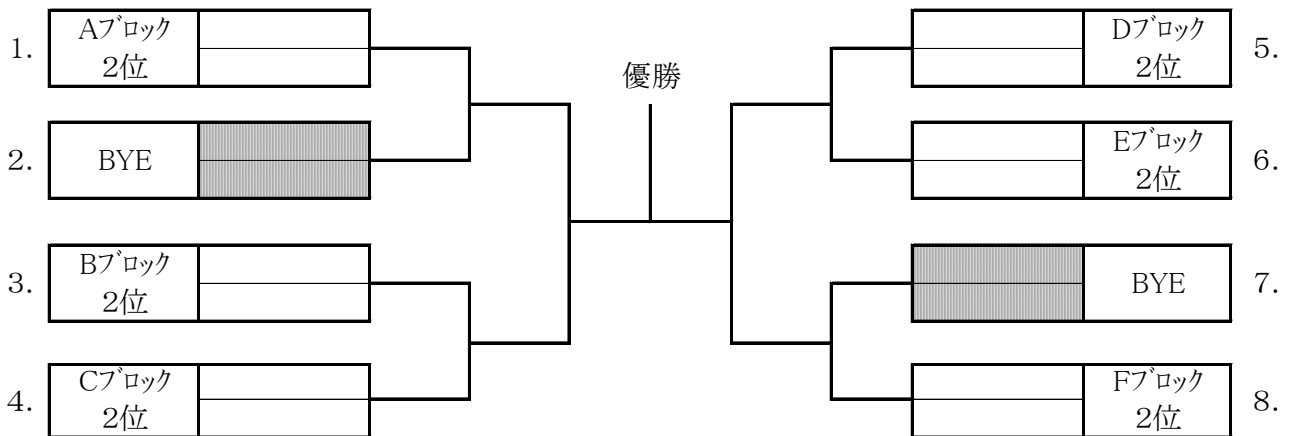 1.
Aﾌﾞﾛｯｸ
2位
2.
BYE
3.
Bﾌﾞﾛｯｸ
2位
4.
Cﾌﾞﾛｯｸ
2位
優勝
Dﾌﾞﾛｯｸ
2位
5.
Eﾌﾞﾛｯｸ
2位
6.
BYE
7.
Fﾌﾞﾛｯｸ
2位
8.